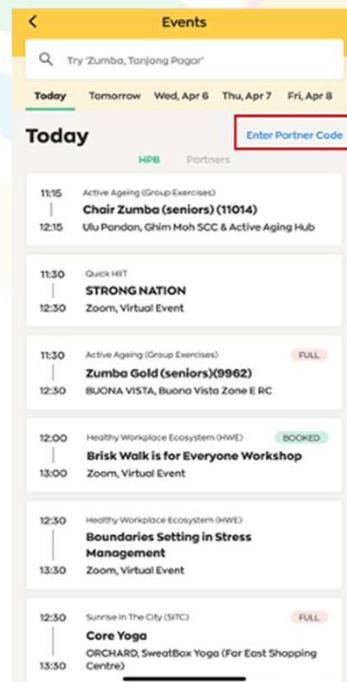 Events
Try 'Zumba, Tanjong Pagar'
Today Tomorrow Wed, Apr 6 Thu, Apr 7 Fri, Apr 8
Today
Enter Partner Code
HPB Partners
11:15
Active Ageing (Group Exercises)
Chair Zumba (seniors) (11014)
12:15
Ulu Pandan, Ghim Moh SCC & Active Aging Hub
11:30
Quick HIIT
STRONG NATION
12:30
Zoom, Virtual Event
11:30
Active Ageing (Group Exercises)
FULL
Zumba Gold (seniors)(9962)
12:30
BUONA VISTA, Buona Vista Zone E RC
12:00
Healthy Workplace Ecosystem (HWE)
BOOKED
Brisk Walk is for Everyone Workshop
13:00
Zoom, Virtual Event
12:30
Healthy Workplace Ecosystem (HWE)
Boundaries Setting in Stress
Management
13:30
Zoom, Virtual Event
12:30
Sunrise In The City (SITC)
FULL
Core Yoga
ORCHARD, SweatBox Yoga (Far East Shopping
13:30
Centre)